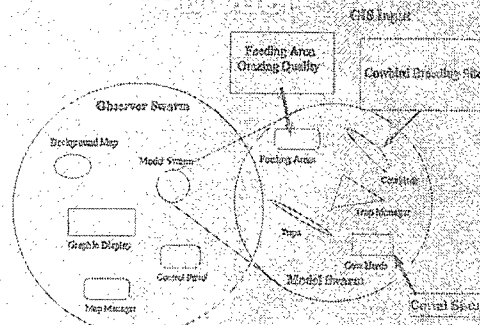 GIS Input
Feeding Area
Grazing Quality
Cowbird Breeding Site
Observer Swarm
Background Map
Model Swarm
Feeding Areas
Cowbirds
Trap Manager
Traps
Graphic Display
Cow Herds
Control Panel
Model Swarm
Map Manager